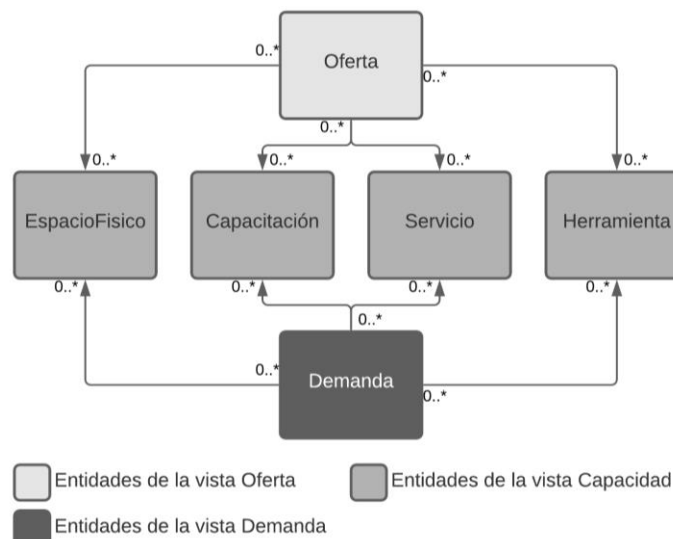 Oferta
0..*
0..*
0..*
0..*
0..*
0..*
0..*
EspacioFisico
Capacitación
Servicio
Herramienta
0..*
0..*
0..*
0..*
0..*
0..*
Demanda
0..*
Entidades de la vista Oferta
Entidades de la vista Capacidad
Entidades de la vista Demanda